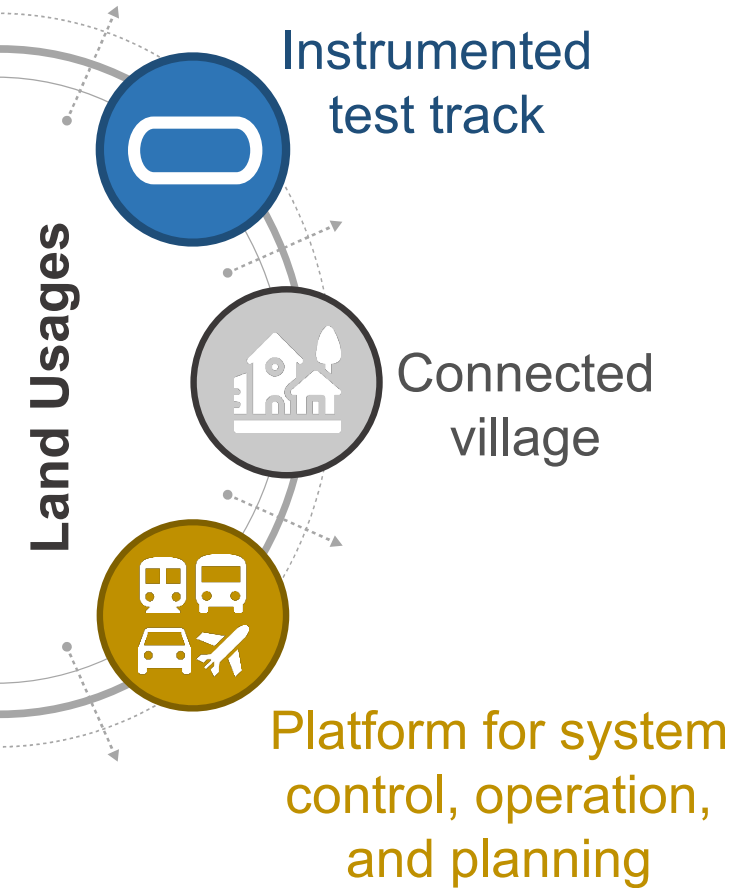 Instrumented
test track
Land Usages
Connected
village
Platform for system
control, operation,
and planning